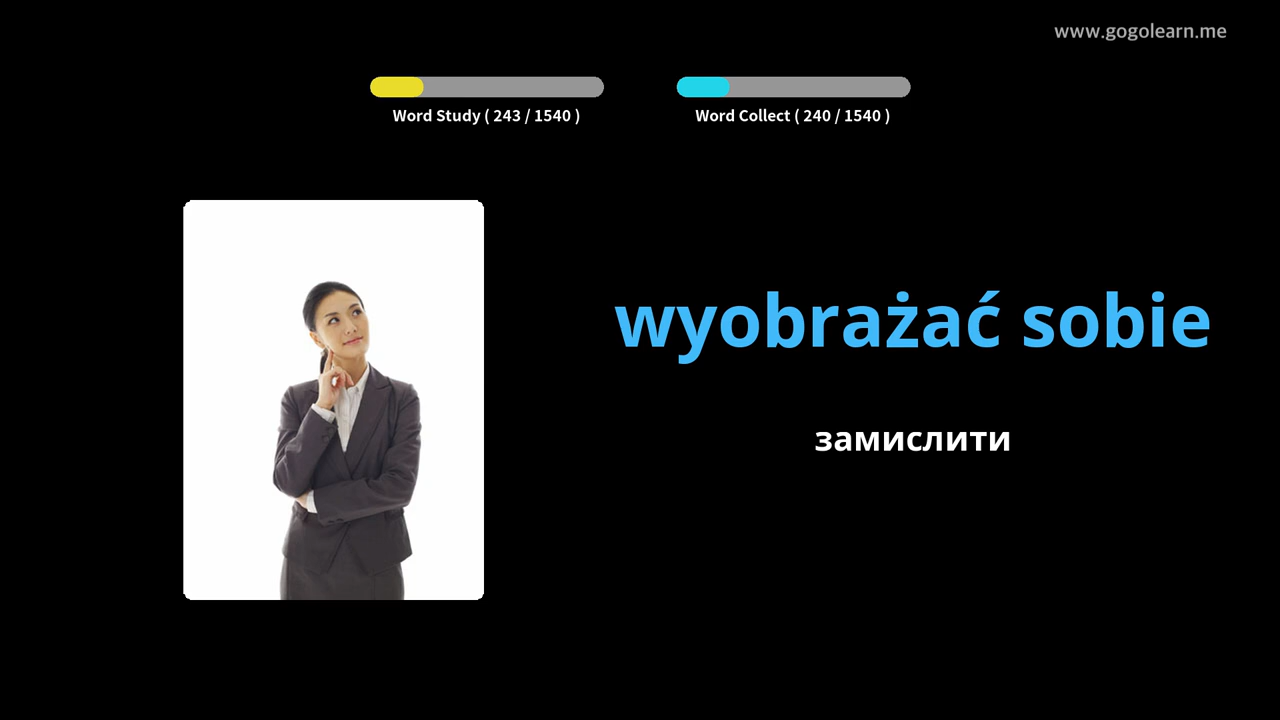 www.gogolearn.me
Word Study ( 243 / 1540 )
Word Collect ( 240 / 1540 )
wyobrażać sobie
замислити